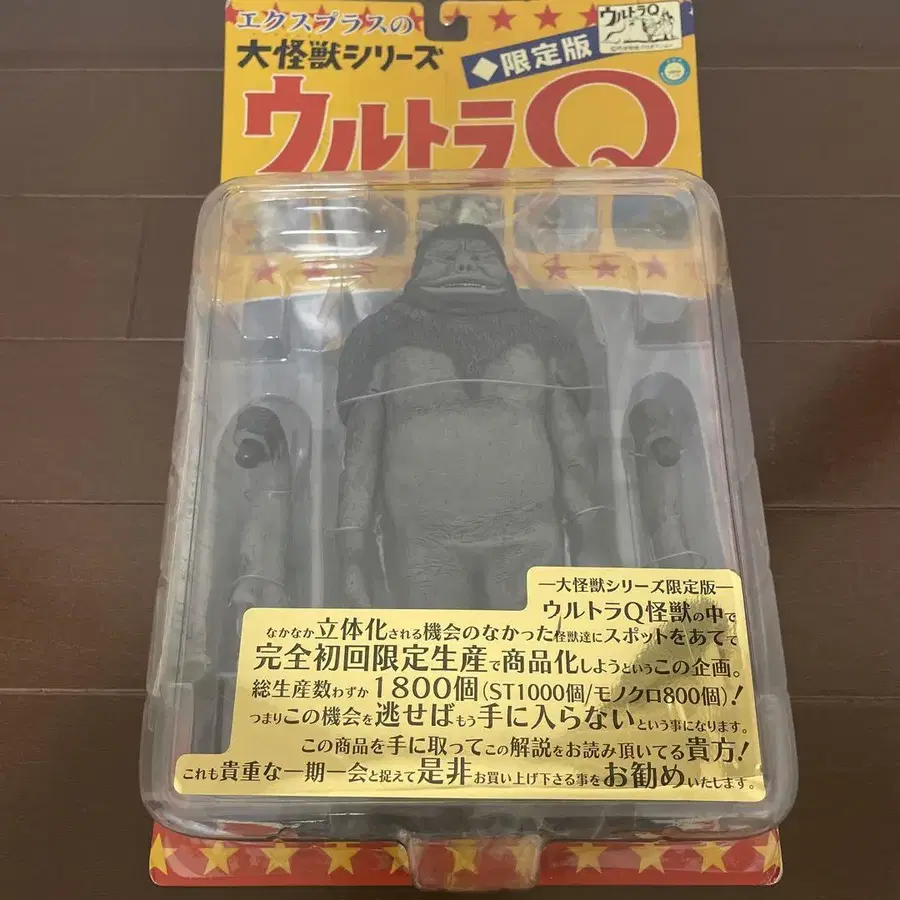 エクスプラスの
大怪獣シリーズ
◆限定版
ウルトラQ
ウルトラQ
―大怪獣シリーズ限定版―
ウルトラQ怪獣の中で
なかなか立体化される機会のなかった怪獣達にスポットをあてて
完全初回限定生産で商品化しようというこの企画。
総生産数わずか1800個(ST1000個/モノクロ800個)!
つまりこの機会を逃せばもう手に入らないという事になります。
この商品を手に取ってこの解説をお読み頂いてる貴方!
これも貴重な一期一会と捉えて是非お買い上げ下さる事をお勧めいたします。